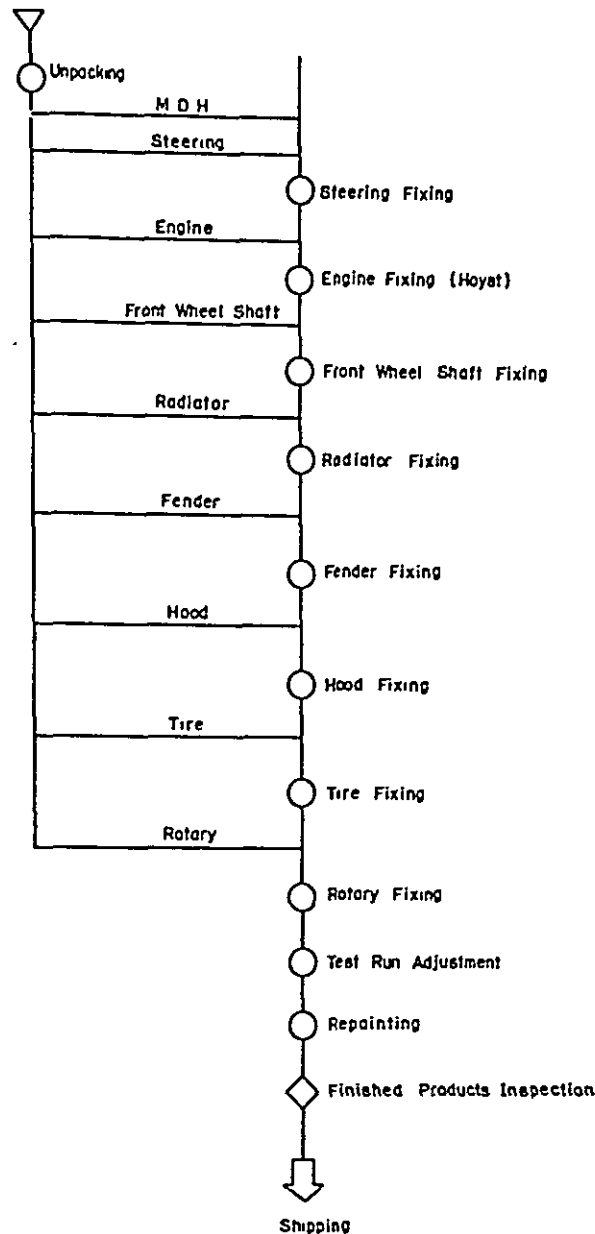 Unpacking
M D H
Steering
Steering Fixing
Engine
Engine Fixing (Hoyst)
Front Wheel Shaft
Front Wheel Shaft Fixing
Radiator
Radiator Fixing
Fender
Fender Fixing
Hood
Hood Fixing
Tire
Tire Fixing
Rotary
Rotary Fixing
Test Run Adjustment
Repainting
Finished Products Inspection
Shipping